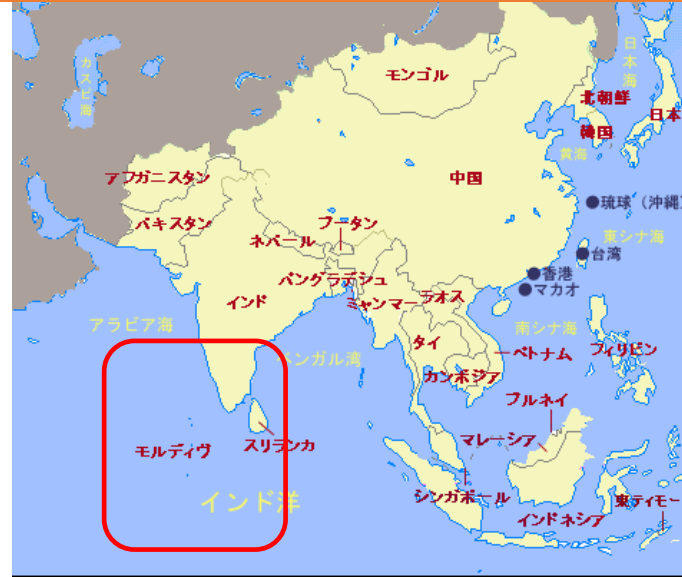 カスピ海
日本海
モンゴル
北朝鮮
日本
韓国
黄海
アフガニスタン
中国
パキスタン
●琉球（沖縄）
ブータン
ネパール
東シナ海
●台湾
●香港
●マカオ
バングラデシュ
インド
ミャンマー
ラオス
アラビア海
南シナ海
タイ
ベトナム
フィリピン
ベンガル湾
カンボジア
ブルネイ
マレーシア
スリランカ
モルディヴ
シンガポール
インド洋
東ティモー
インドネシア